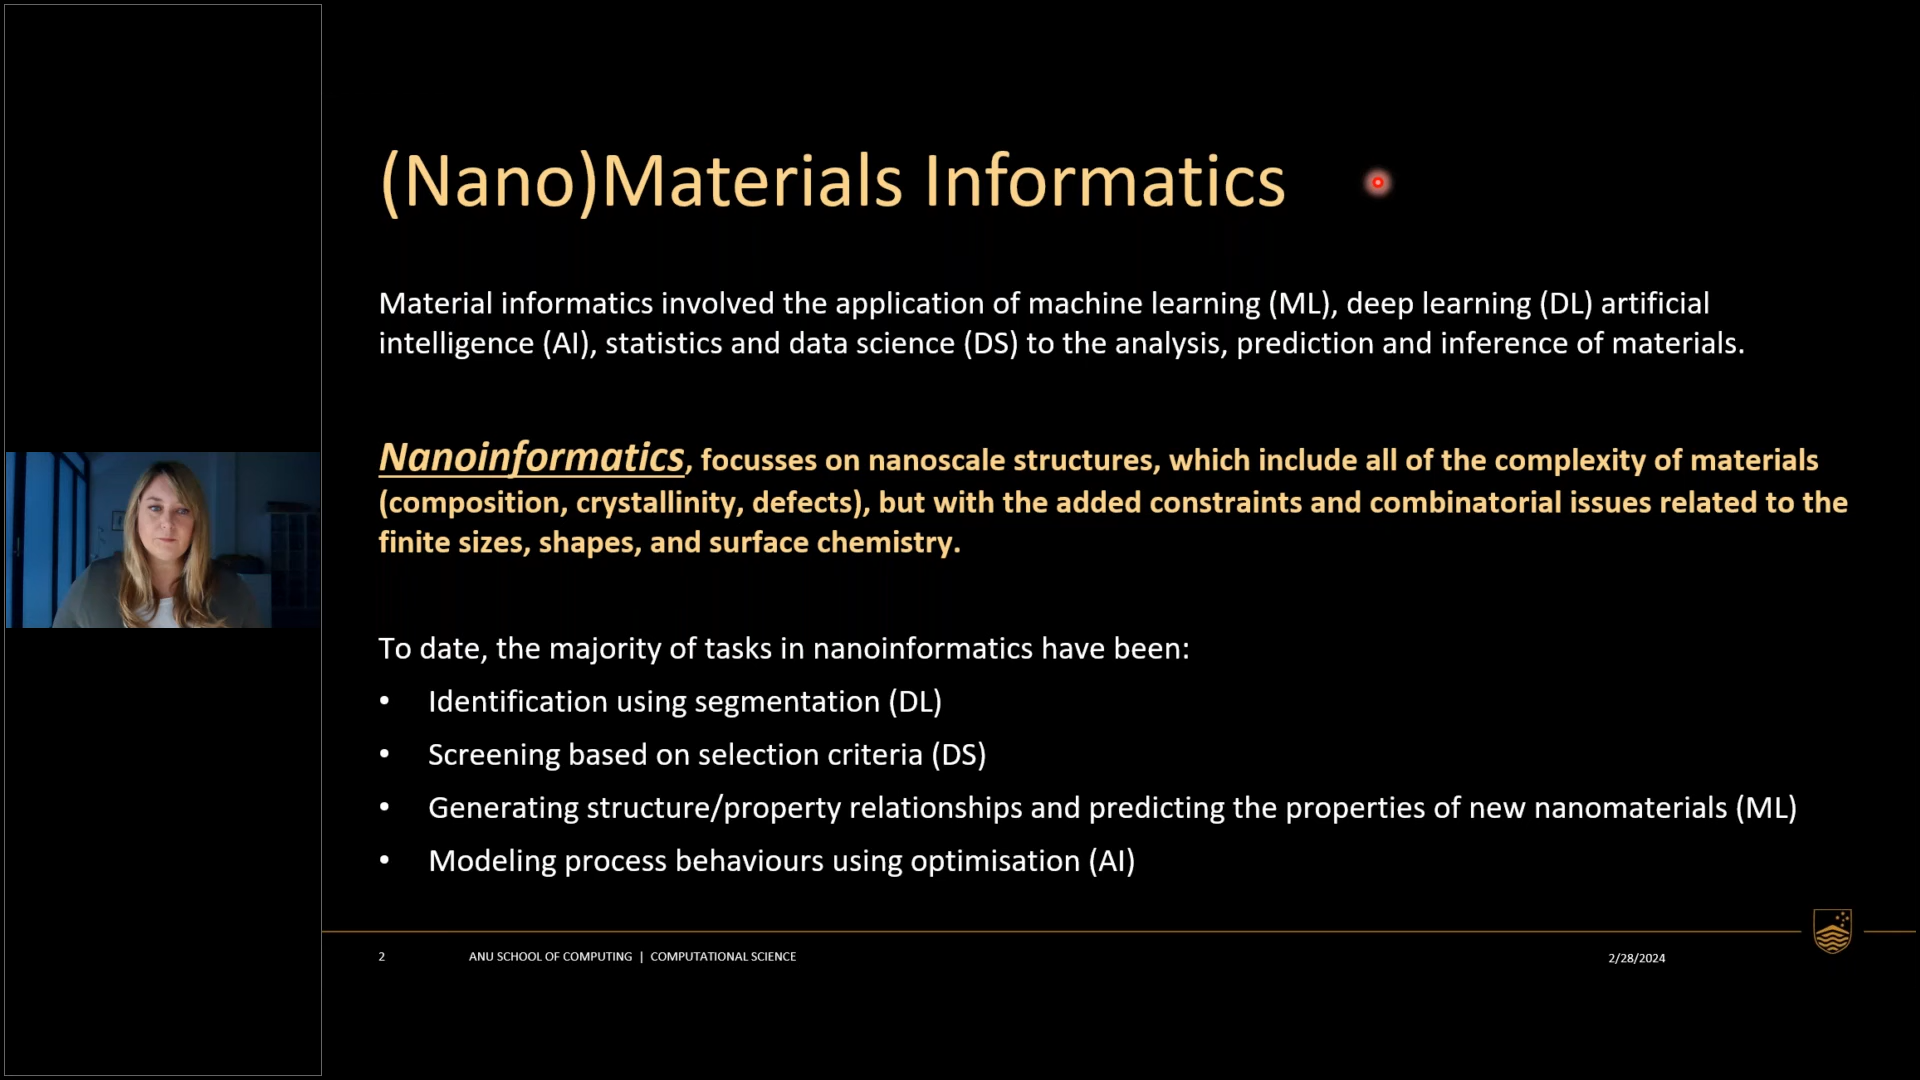 (Nano)Materials Informatics
Material informatics involved the application of machine learning (ML), deep learning (DL) artificial
intelligence (AI), statistics and data science (DS) to the analysis, prediction and inference of materials.
Nanoinformatics, focusses on nanoscale structures, which include all of the complexity of materials
(composition, crystallinity, defects), but with the added constraints and combinatorial issues related to the
finite sizes, shapes, and surface chemistry.
To date, the majority of tasks in nanoinformatics have been:
• Identification using segmentation (DL)
• Screening based on selection criteria (DS)
• Generating structure/property relationships and predicting the properties of new nanomaterials (ML)
• Modeling process behaviours using optimisation (AI)
2 ANU SCHOOL OF COMPUTING | COMPUTATIONAL SCIENCE 2/28/2024